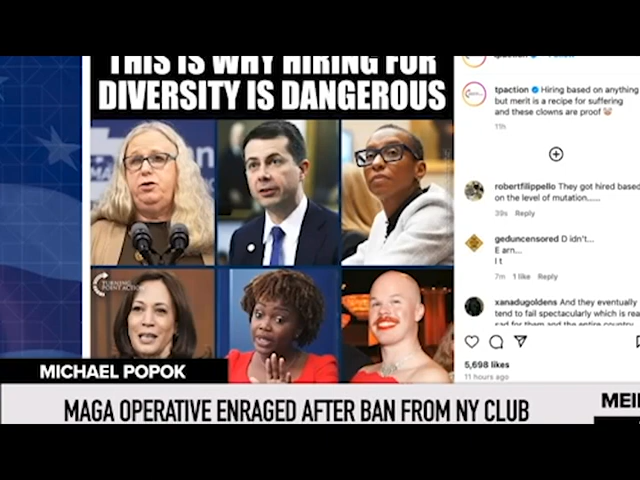 THIS IS WHY HIRING FOR
DIVERSITY IS DANGEROUS
tpaction Hiring based on anything
but merit is a recipe for suffering
and these clowns are proof
11h
robertfilippello They got hired based
on the level of mutation.....
39s Reply
geduncensored D idn't...
E arn...
I t
7m 1 like Reply
xanadugoldens And they eventually
tend to fail spectacularly which is
sad for them and the entire country
5,698 likes
11 hours ago
TURNING
POINT ACTION
MICHAEL POPOK
MAGA OPERATIVE ENRAGED AFTER BAN FROM NY CLUB